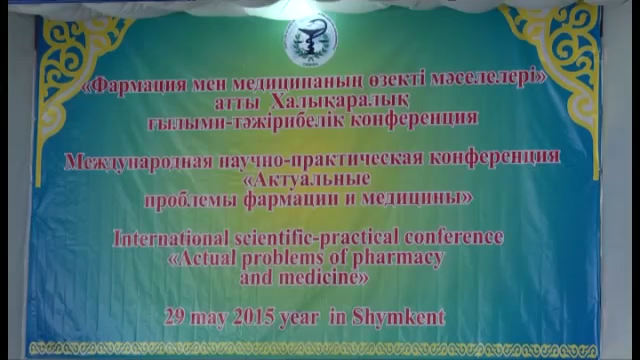 «Фармация мен медицинаның өзекті мәселелері»
атты Халықаралық
ғылыми-тәжірибелік конференция
Международная научно-практическая конференция
«Актуальные
проблемы фармации и медицины»
International scientific-practical conference
«Actual problems of pharmacy
and medicine»
29 may 2015 year in Shymkent